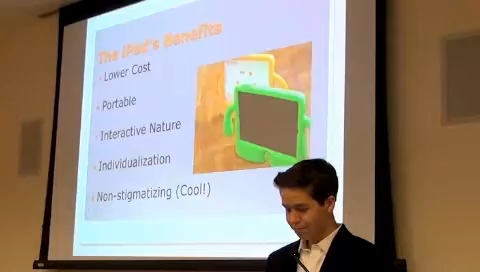 The iPad's Benefits
Lower Cost
Portable
Interactive Nature
Individualization
Non-stigmatizing (Cool!)